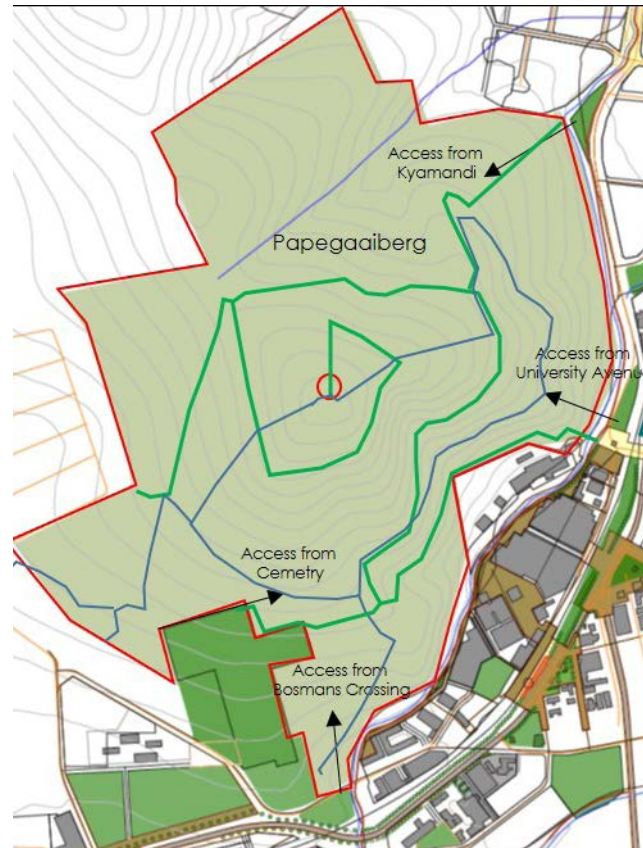 Access from
Kyamandi
Papegaaiberg
Access from
University Avenu
Access from
Cemetry
Access from
Bosmans Crossing